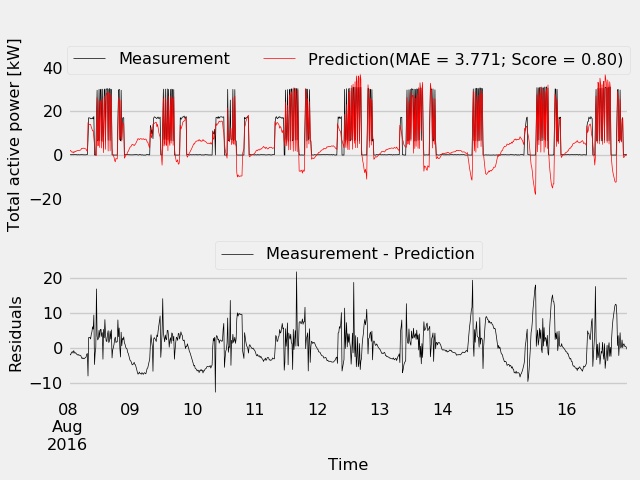 Measurement
Prediction(MAE = 3.771; Score = 0.80)
Total active power [kW]
40
20
0
−20
Measurement - Prediction
Residuals
20
10
0
−10
08 09 10 11 12 13 14 15 16
Aug
2016
Time